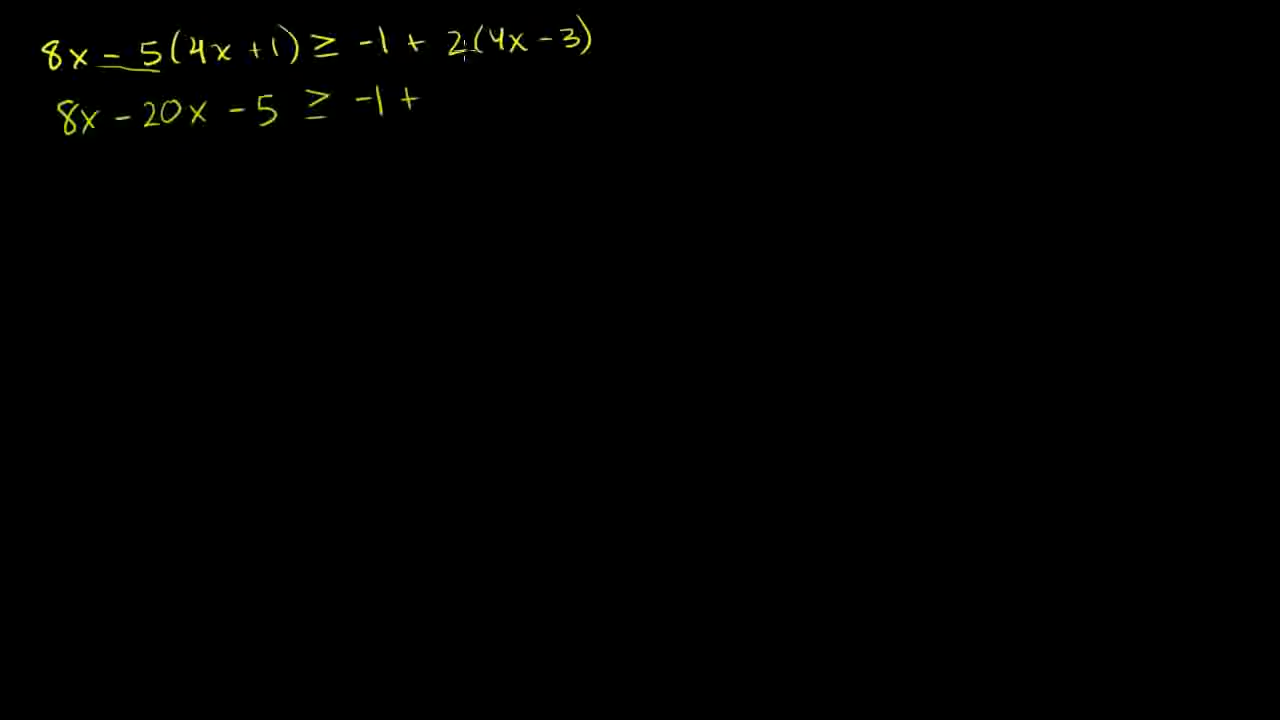 8x - 5(4x + 1) ≥ -1 + 2(4x - 3)
8x - 20x - 5 ≥ -1 +